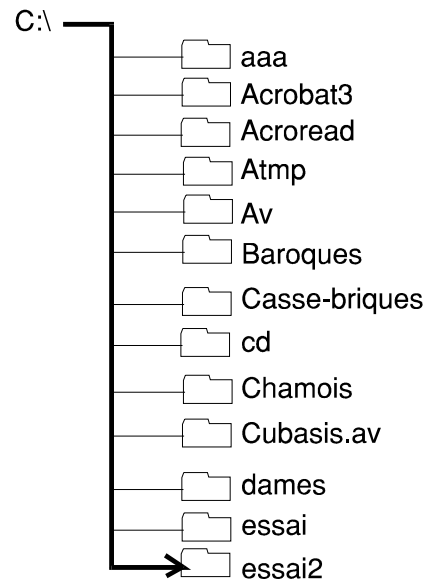 C:\
aaa
Acrobat3
Acroread
Atmp
Av
Baroques
Casse-briques
cd
Chamois
Cubasis.av
dames
essai
essai2